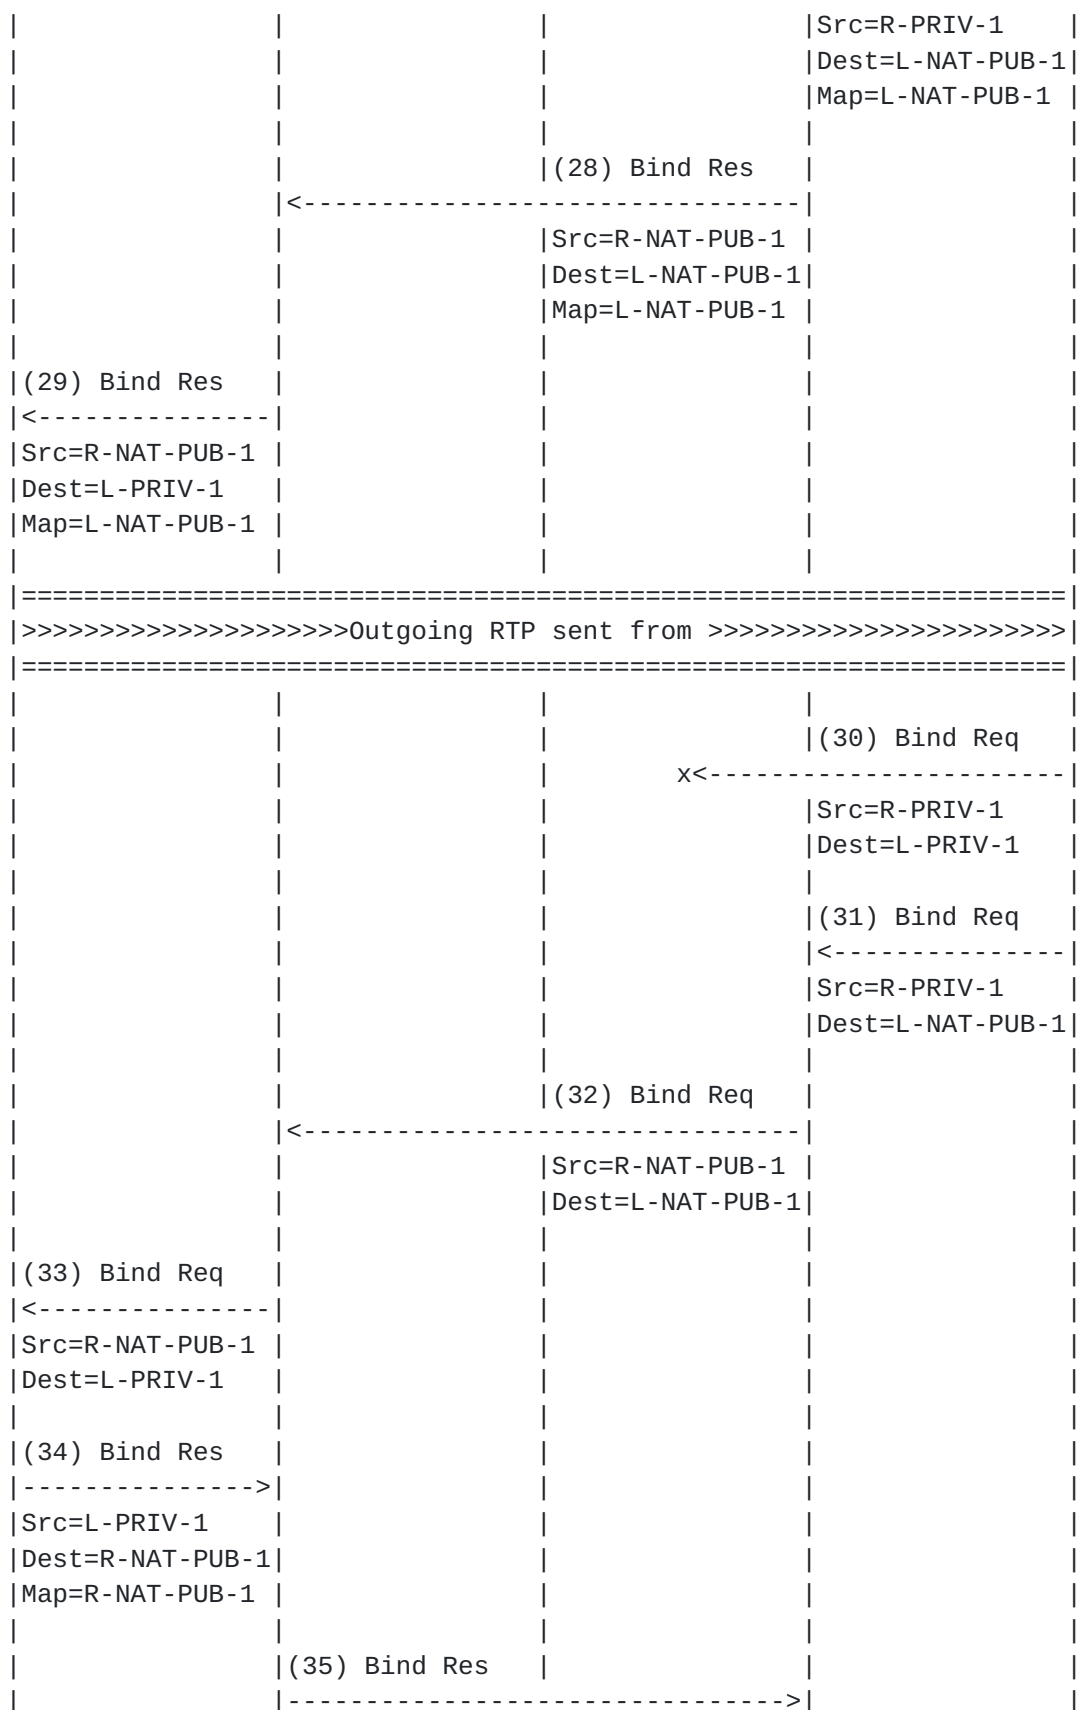 |                |                |                |Src=R-PRIV-1    |
|                |                |                |Dest=L-NAT-PUB-1|
|                |                |                |Map=L-NAT-PUB-1 |
|                |                |                |                |
|                |                |(28) Bind Res   |                |
|                |<--------------------------------|                |
|                |                |Src=R-NAT-PUB-1 |                |
|                |                |Dest=L-NAT-PUB-1|                |
|                |                |Map=L-NAT-PUB-1 |                |
|                |                |                |                |
|(29) Bind Res   |                |                |                |
|<---------------|                |                |                |
|Src=R-NAT-PUB-1 |                |                |                |
|Dest=L-PRIV-1   |                |                |                |
|Map=L-NAT-PUB-1 |                |                |                |
|                |                |                |                |
|===================================================================|
|>>>>>>>>>>>>>>>>>>>>>Outgoing RTP sent from >>>>>>>>>>>>>>>>>>>>>>>|
|===================================================================|
|                |                |                |                |
|                |                |                |(30) Bind Req   |
|                |                |        x<-----------------------|
|                |                |                |Src=R-PRIV-1    |
|                |                |                |Dest=L-PRIV-1   |
|                |                |                |                |
|                |                |                |(31) Bind Req   |
|                |                |                |<---------------|
|                |                |                |Src=R-PRIV-1    |
|                |                |                |Dest=L-NAT-PUB-1|
|                |                |                |                |
|                |                |(32) Bind Req   |                |
|                |<--------------------------------|                |
|                |                |Src=R-NAT-PUB-1 |                |
|                |                |Dest=L-NAT-PUB-1|                |
|                |                |                |                |
|(33) Bind Req   |                |                |                |
|<---------------|                |                |                |
|Src=R-NAT-PUB-1 |                |                |                |
|Dest=L-PRIV-1   |                |                |                |
|                |                |                |                |
|(34) Bind Res   |                |                |                |
|--------------->|                |                |                |
|Src=L-PRIV-1    |                |                |                |
|Dest=R-NAT-PUB-1|                |                |                |
|Map=R-NAT-PUB-1 |                |                |                |
|                |                |                |                |
|                |(35) Bind Res   |                |                |
|                |-------------------------------->|                |